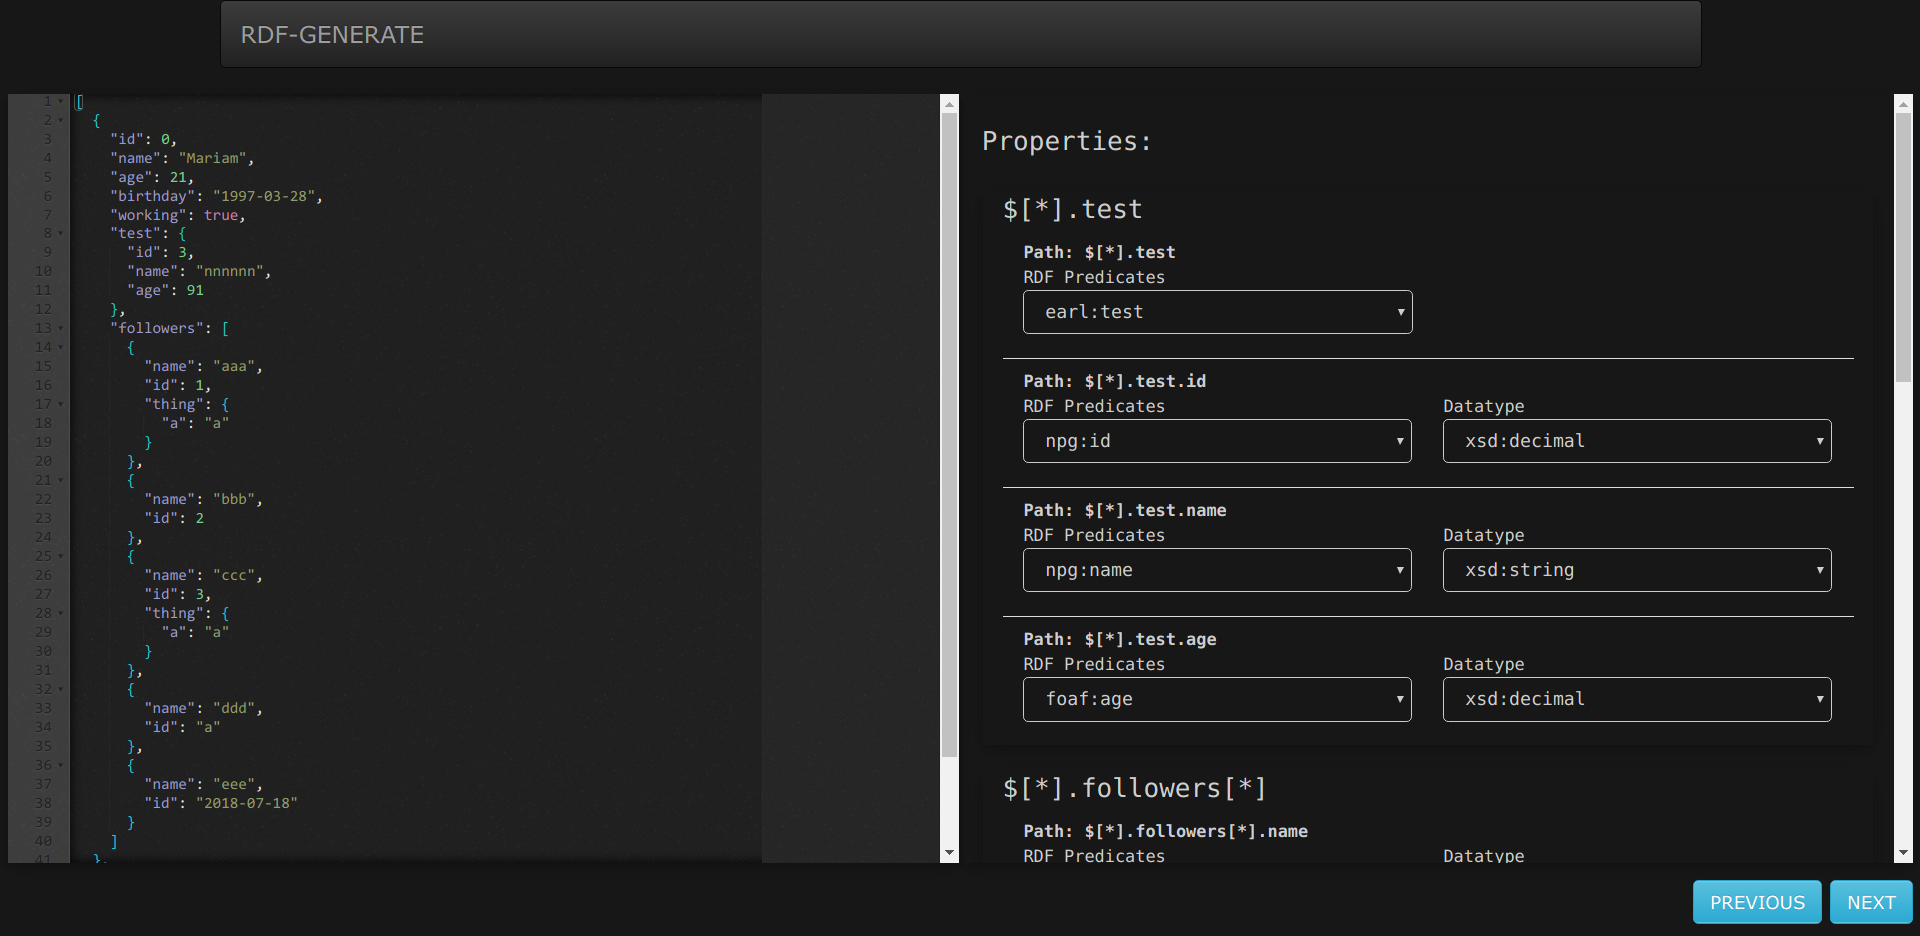 RDF-GENERATE
1 [
2 {
3 "id": 0,
4 "name": "Mariam",
5 "age": 21,
6 "birthday": "1997-03-28",
7 "working": true,
8 "test": {
9 "id": 3,
10 "name": "nnnnnn",
11 "age": 91
12 },
13 "followers": [
14 {
15 "name": "aaa",
16 "id": 1,
17 "thing": {
18 "a": "a"
19 }
20 },
21 {
22 "name": "bbb",
23 "id": 2
24 },
25 {
26 "name": "ccc",
27 "id": 3,
28 "thing": {
29 "a": "a"
30 }
31 },
32 {
33 "name": "ddd",
34 "id": "a"
35 },
36 {
37 "name": "eee",
38 "id": "2018-07-18"
39 }
40 ]
41 },
Properties:
$[*].test
Path: $[*].test
RDF Predicates
earl:test
Path: $[*].test.id
RDF Predicates Datatype
npg:id xsd:decimal
Path: $[*].test.name
RDF Predicates Datatype
npg:name xsd:string
Path: $[*].test.age
RDF Predicates Datatype
foaf:age xsd:decimal
$[*].followers[*]
Path: $[*].followers[*].name
RDF Predicates Datatype
PREVIOUS NEXT